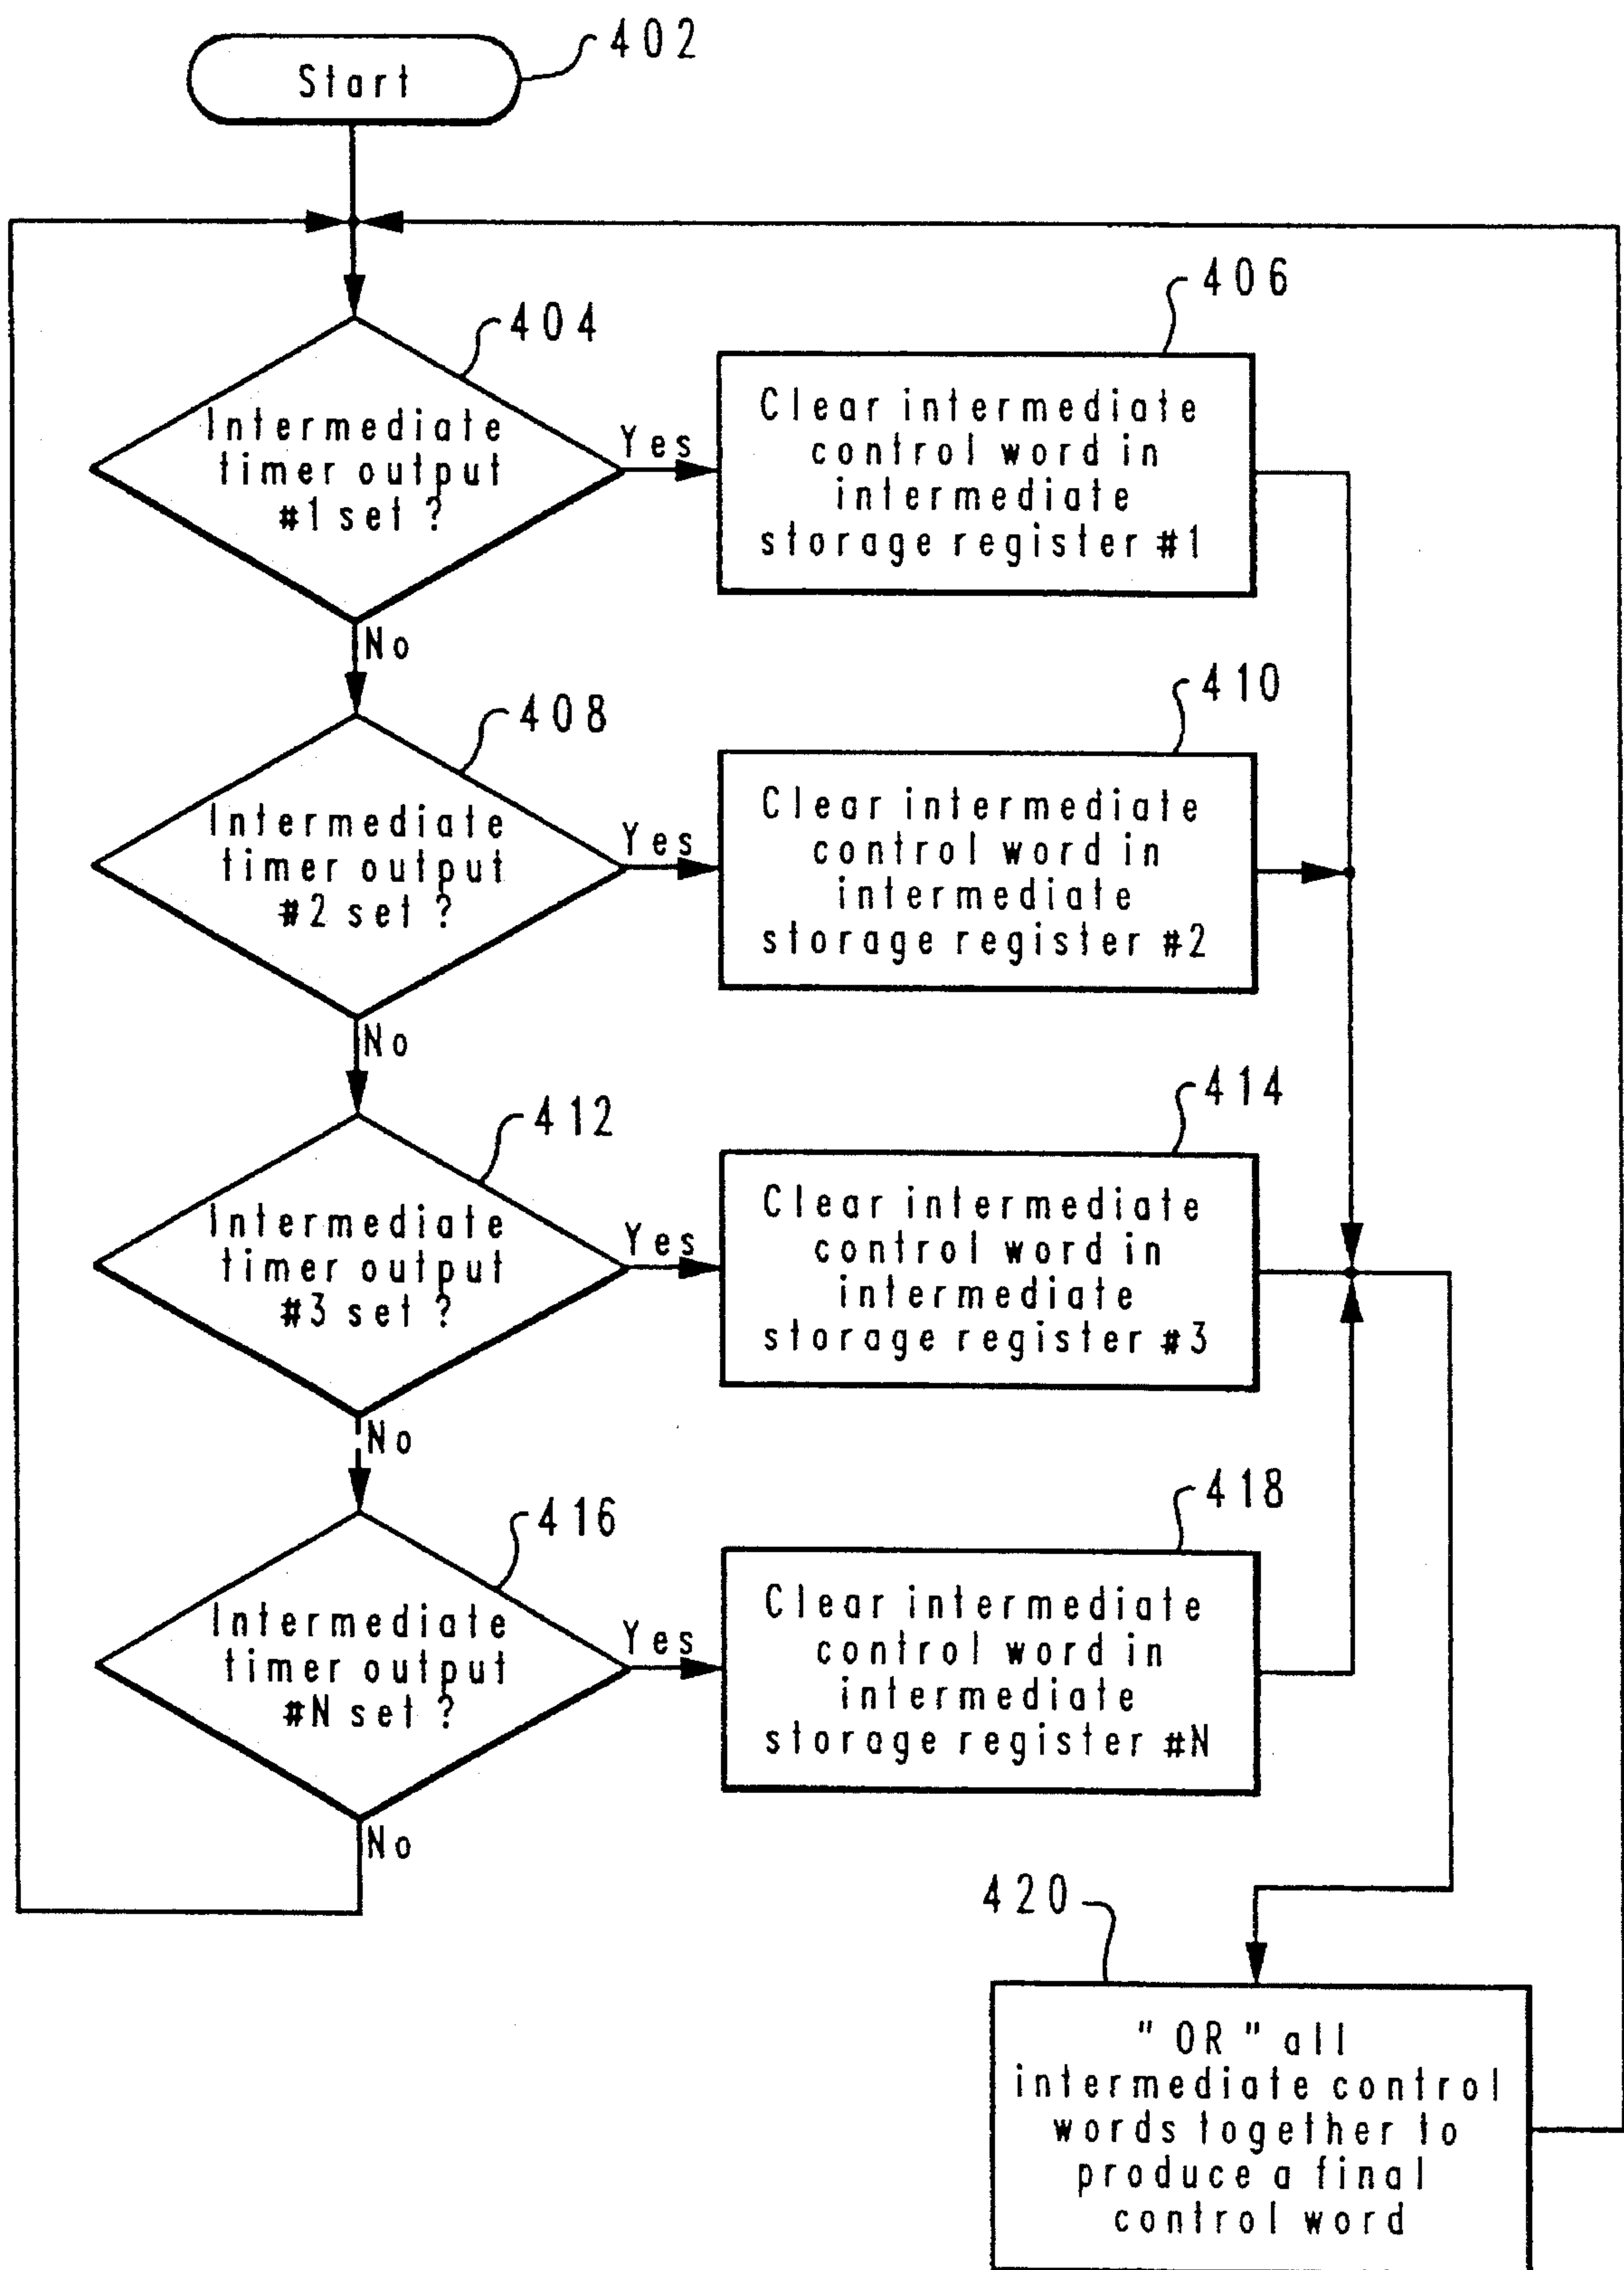 402
Start
406
404
Intermediate
timer output
#1 set ?
Yes
Clear intermediate
control word in
intermediate
storage register #1
No
410
408
Intermediate
timer output
#2 set ?
Yes
Clear intermediate
control word in
intermediate
storage register #2
No
414
412
Intermediate
timer output
#3 set ?
Yes
Clear intermediate
control word in
intermediate
storage register #3
No
418
416
Intermediate
timer output
#N set ?
Yes
Clear intermediate
control word in
intermediate
storage register #N
No
420
" OR " all
intermediate control
words together to
produce a final
control word